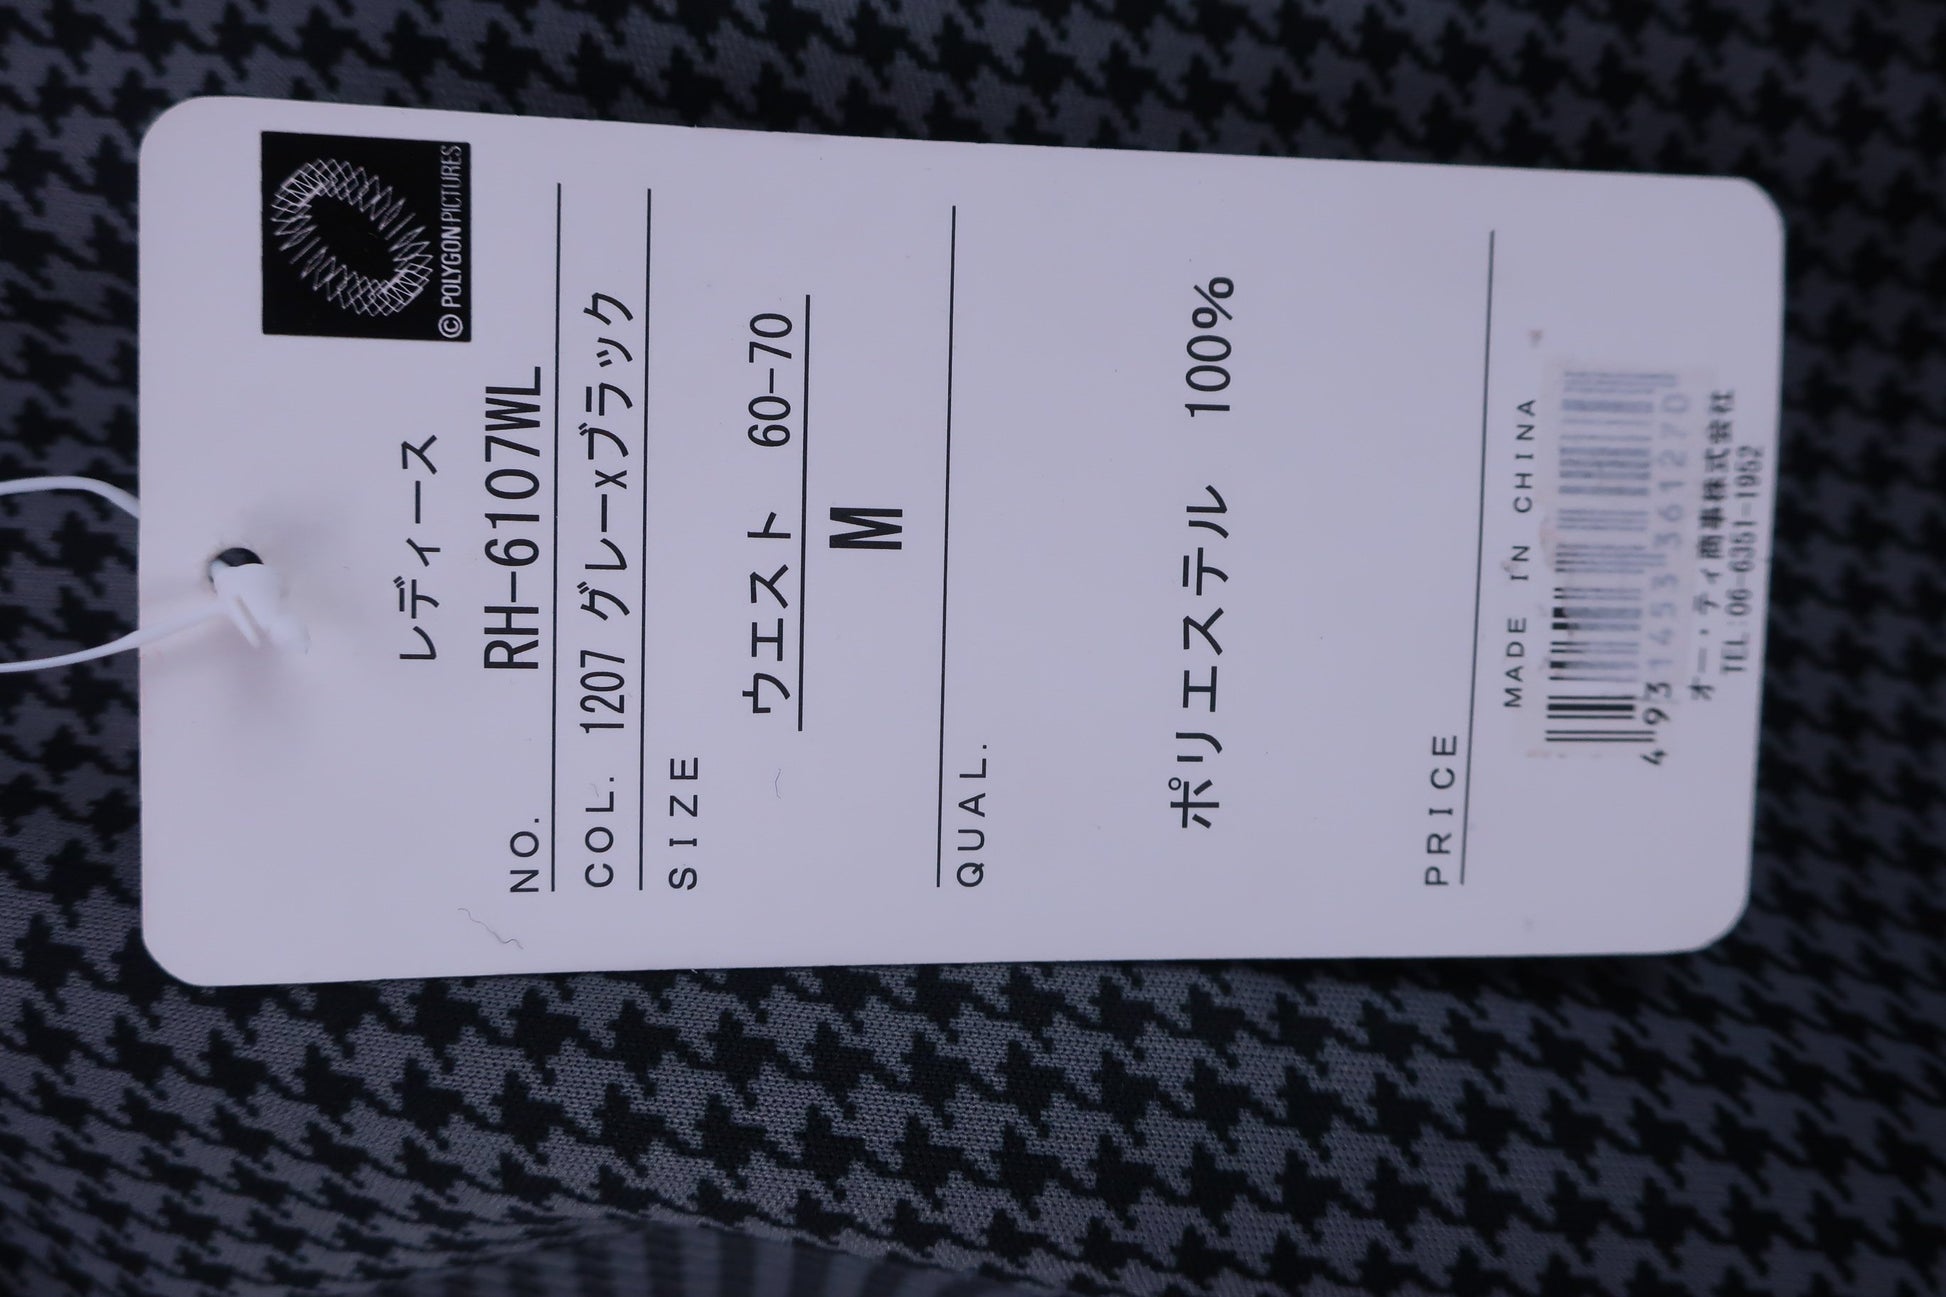 © POLYGON·PICTURES
レディース
NO. RH-6107WL
COL. 1207 グレーxブラック
SIZE
ウエスト 60-70
M
QUAL.
ポリエステル 100%
PRICE
MADE IN CHINA
4931453361270
オー・ティ商事株式会社
TEL:06-6351-1952